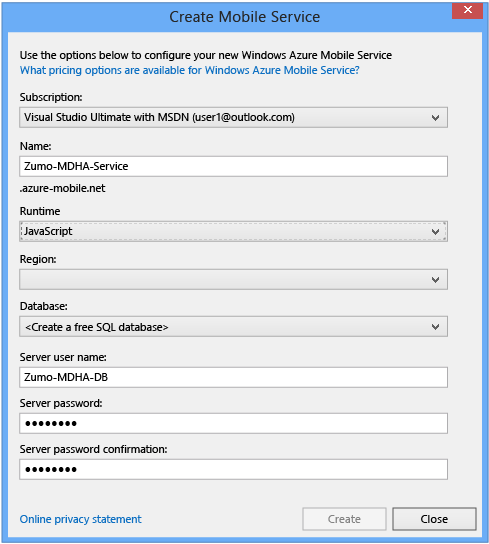 Create Mobile Service
Use the options below to configure your new Windows Azure Mobile Service
What pricing options are available for Windows Azure Mobile Service?
Subscription:
Visual Studio Ultimate with MSDN (user1@outlook.com)
Name:
Zumo-MDHA-Service
.azure-mobile.net
Runtime
JavaScript
Region:
Database:
<Create a free SQL database>
Server user name:
Zumo-MDHA-DB
Server password:
●●●●●●●●
Server password confirmation:
●●●●●●●●
Online privacy statement
Create
Close